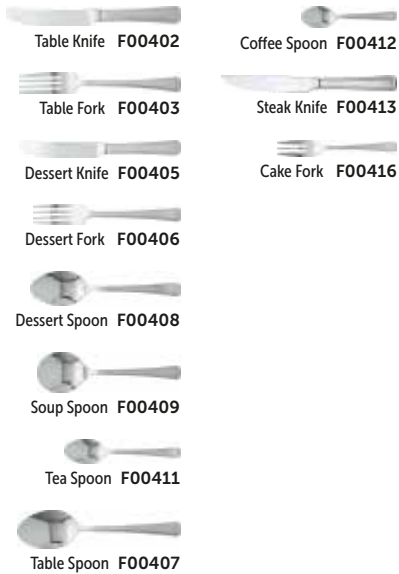 Table Knife F00402
Table Fork F00403
Dessert Knife F00405
Dessert Fork F00406
Dessert Spoon F00408
Soup Spoon F00409
Tea Spoon F00411
Table Spoon F00407
Coffee Spoon F00412
Steak Knife F00413
Cake Fork F00416